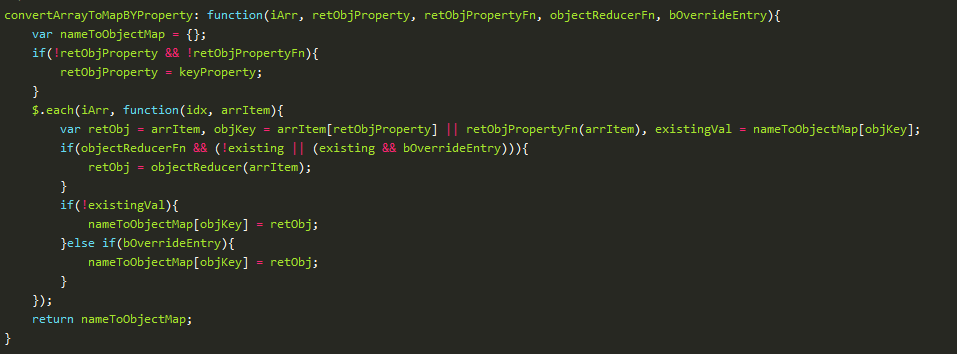 convertArrayToMapBYProperty: function(iArr, retObjProperty, retObjPropertyFn, objectReducerFn, bOverrideEntry){
    var nameToObjectMap = {};
    if(!retObjProperty && !retObjPropertyFn){
        retObjProperty = keyProperty;
    }
    $.each(iArr, function(idx, arrItem){
        var retObj = arrItem, objKey = arrItem[retObjProperty] || retObjPropertyFn(arrItem), existingVal = nameToObjectMap[objKey];
        if(objectReducerFn && (!existing || (existing && bOverrideEntry))){
            retObj = objectReducer(arrItem);
        }
        if(!existingVal){
            nameToObjectMap[objKey] = retObj;
        }else if(bOverrideEntry){
            nameToObjectMap[objKey] = retObj;
        }
    });
    return nameToObjectMap;
}